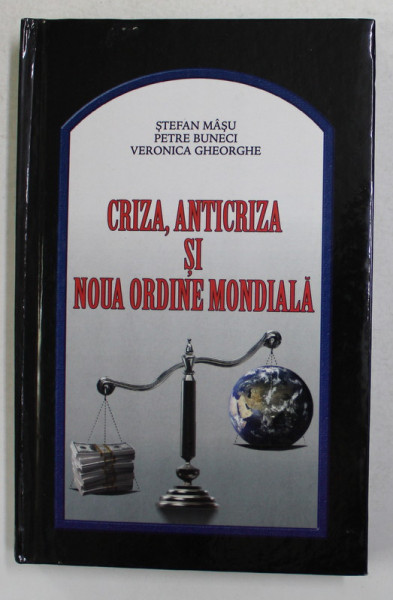 ŞTEFAN MÂŞU
PETRE BUNECI
VERONICA GHEORGHE
CRIZA, ANTICRIZA
ŞI
NOUA ORDINE MONDIALĂ